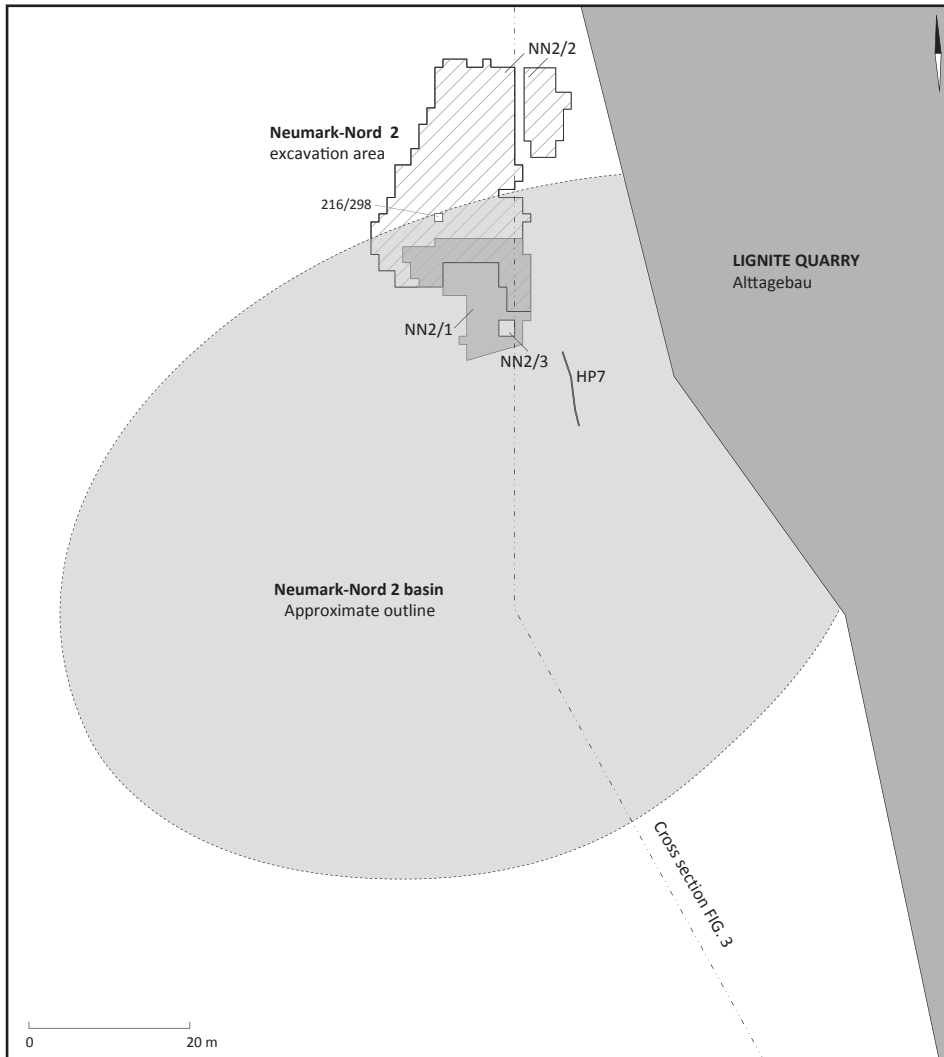 NN2/2
Neumark-Nord 2
excavation area
216/298
LIGNITE QUARRY
Alttagebau
NN2/1
NN2/3
HP7
Neumark-Nord 2 basin
Approximate outline
Cross section FIG. 3
0
20 m